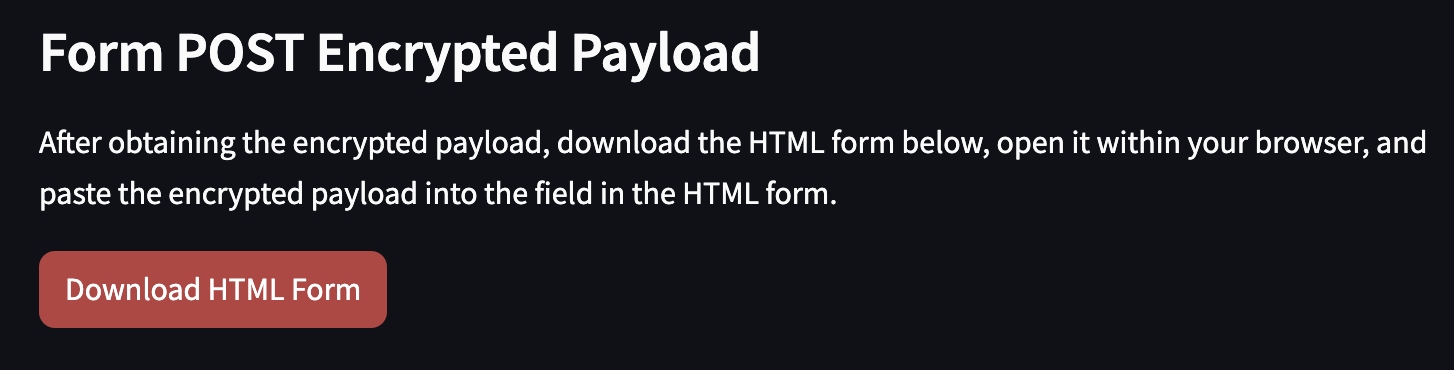 Form POST Encrypted Payload
After obtaining the encrypted payload, download the HTML form below, open it within your browser, and
paste the encrypted payload into the field in the HTML form.
Download HTML Form